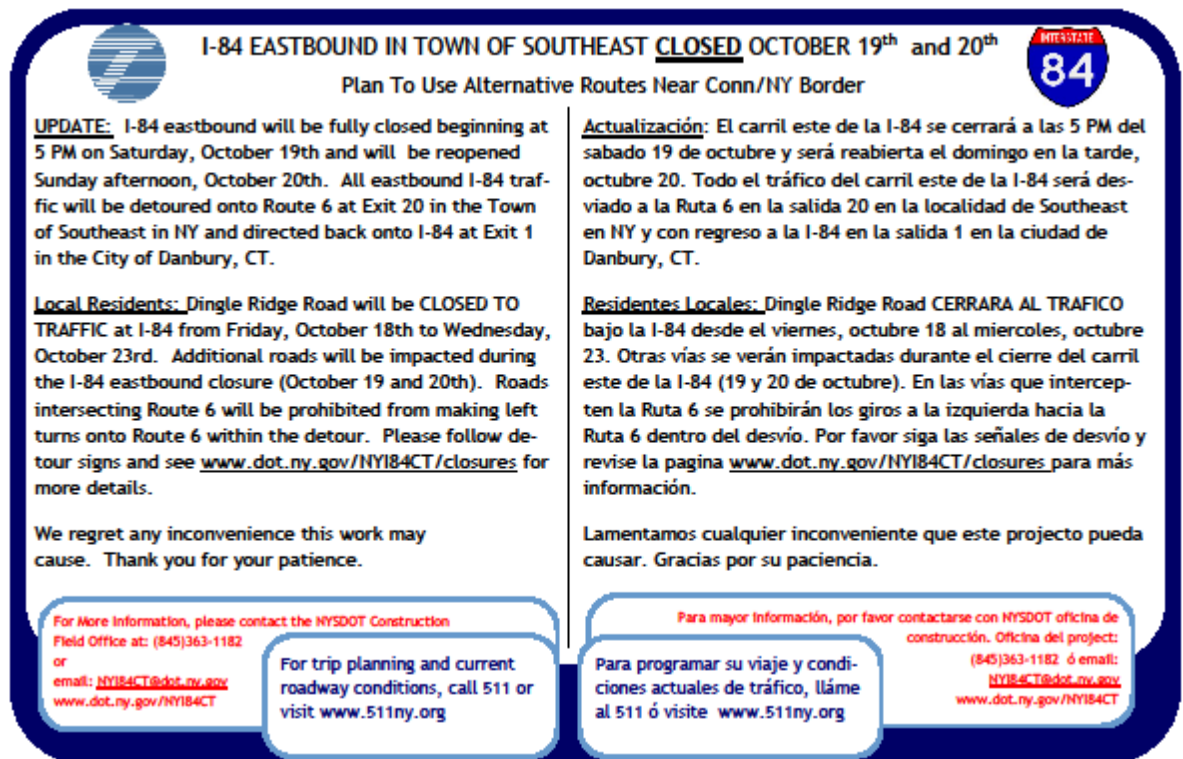 I-84 EASTBOUND IN TOWN OF SOUTHEAST CLOSED OCTOBER 19th and 20th
Plan To Use Alternative Routes Near Conn/NY Border
INTERSTATE
84
UPDATE: I-84 eastbound will be fully closed beginning at
5 PM on Saturday, October 19th and will be reopened
Sunday afternoon, October 20th. All eastbound I-84 traf-
fic will be detoured onto Route 6 at Exit 20 in the Town
of Southeast in NY and directed back onto I-84 at Exit 1
in the City of Danbury, CT.
Local Residents: Dingle Ridge Road will be CLOSED TO
TRAFFIC at I-84 from Friday, October 18th to Wednesday,
October 23rd. Additional roads will be impacted during
the I-84 eastbound closure (October 19 and 20th). Roads
intersecting Route 6 will be prohibited from making left
turns onto Route 6 within the detour. Please follow de-
tour signs and see www.dot.ny.gov/NYI84CT/closures for
more details.
We regret any inconvenience this work may
cause. Thank you for your patience.
Actualización: El carril este de la I-84 se cerrará a las 5 PM del
sabado 19 de octubre y será reabierta el domingo en la tarde,
octubre 20. Todo el tráfico del carril este de la I-84 será des-
viado a la Ruta 6 en la salida 20 en la localidad de Southeast
en NY y con regreso a la I-84 en la salida 1 en la ciudad de
Danbury, CT.
Residentes Locales: Dingle Ridge Road CERRARA AL TRAFICO
bajo la I-84 desde el viernes, octubre 18 al miercoles, octubre
23. Otras vías se verán impactadas durante el cierre del carril
este de la I-84 (19 y 20 de octubre). En las vías que intercep-
ten la Ruta 6 se prohibirán los giros a la izquierda hacia la
Ruta 6 dentro del desvío. Por favor siga las señales de desvío y
revise la pagina www.dot.ny.gov/NYI84CT/closures para más
información.
Lamentamos cualquier inconveniente que este projecto pueda
causar. Gracias por su paciencia.
For More Information, please contact the NYSDOT Construction
Field Office at: (845)363-1182
or
email: NYI84CT@dot.ny.gov
www.dot.ny.gov/NYI84CT
For trip planning and current
roadway conditions, call 511 or
visit www.511ny.org
Para programar su viaje y condi-
ciones actuales de tráfico, lláme
al 511 ó visite www.511ny.org
Para mayor información, por favor contactarse con NYSDOT oficina de
construcción. Oficina del project:
(845)363-1182 ó email:
NYI84CT@dot.ny.gov
www.dot.ny.gov/NYI84CT